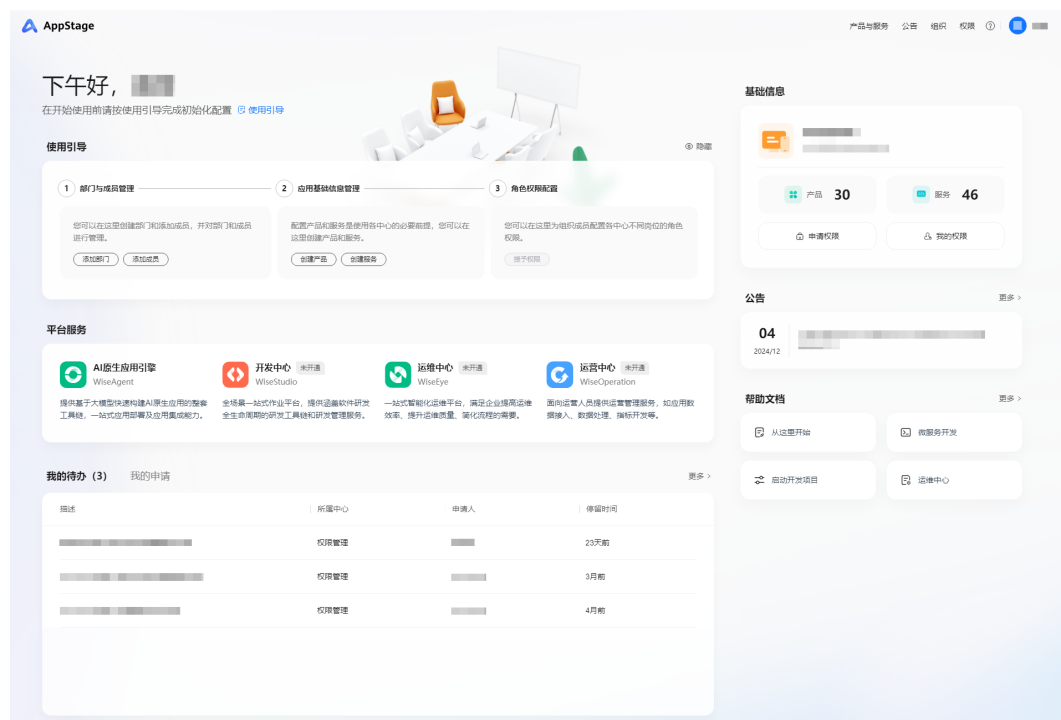 AppStage
产品与服务 公告 组织 权限
下午好，
在开始使用前请按使用引导完成初始化配置 使用引导
使用引导
隐藏
1 部门与成员管理
2 应用基础信息管理
3 角色权限配置
您可以在这里创建部门和添加成员，并对部门和成员
进行管理。
添加部门 添加成员
配置产品和服务是使用各中心的必要前提，您可以在
这里创建产品和服务。
创建产品 创建服务
您可以在这里为组织成员配置各中心不同岗位的角色
权限。
授予权限
平台服务
AI原生应用引擎
WiseAgent
提供基于大模型快速构建AI原生应用的整套
工具链，一站式应用部署及应用集成能力。
开发中心 未开通
WiseStudio
全场景一站式作业平台，提供涵盖软件开发
全生命周期的研发工具链和研发管理服务。
运维中心 未开通
WiseEye
一站式智能化运维平台，满足企业提高运维
效率、提升运维质量、简化流程的需要。
运营中心 未开通
WiseOperation
面向运营人员提供运营管理服务，如应用数
据接入、数据处理、指标开发等。
我的待办（3） 我的申请
更多 >
描述 所属中心 申请人 停留时间
权限管理 23天前
权限管理 3月前
权限管理 4月前
基础信息
产品 30
服务 46
申请权限
我的权限
公告
更多 >
04
2024/12
帮助文档
更多 >
从这里开始
微服务开发
启动开发项目
运维中心